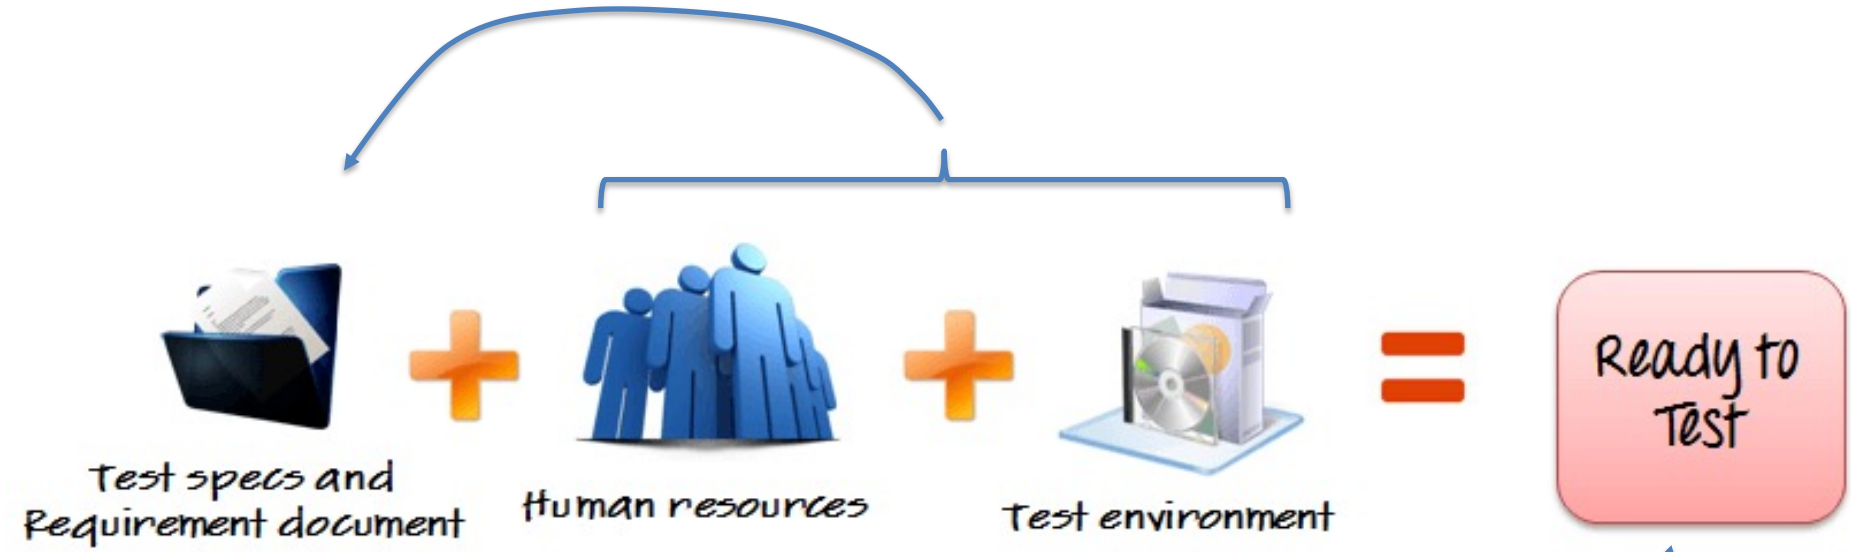 Test specs and
Requirement document
Human resources
Test environment
Ready to
Test